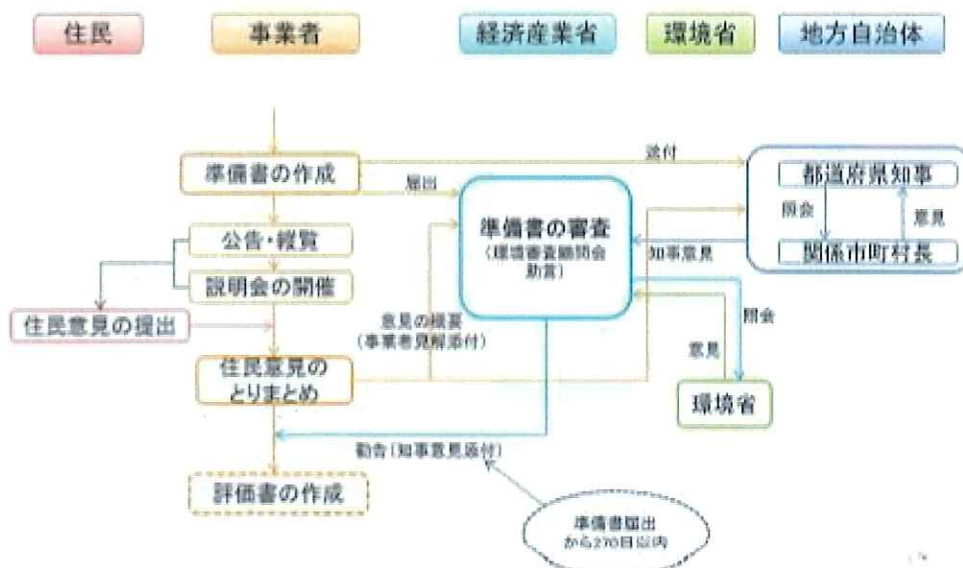 住民
事業者
経済産業省
環境省
地方自治体
準備書の作成
送付
届出
都道府県知事
照会
意見
関係市町村長
公告・縦覧
説明会の開催
準備書の審査
(環境審査顧問会
助言)
知事意見
住民意見の提出
意見の概要
(事業者見解添付)
照会
意見
住民意見の
とりまとめ
環境省
勧告(知事意見添付)
評価書の作成
準備書届出
から270日以内